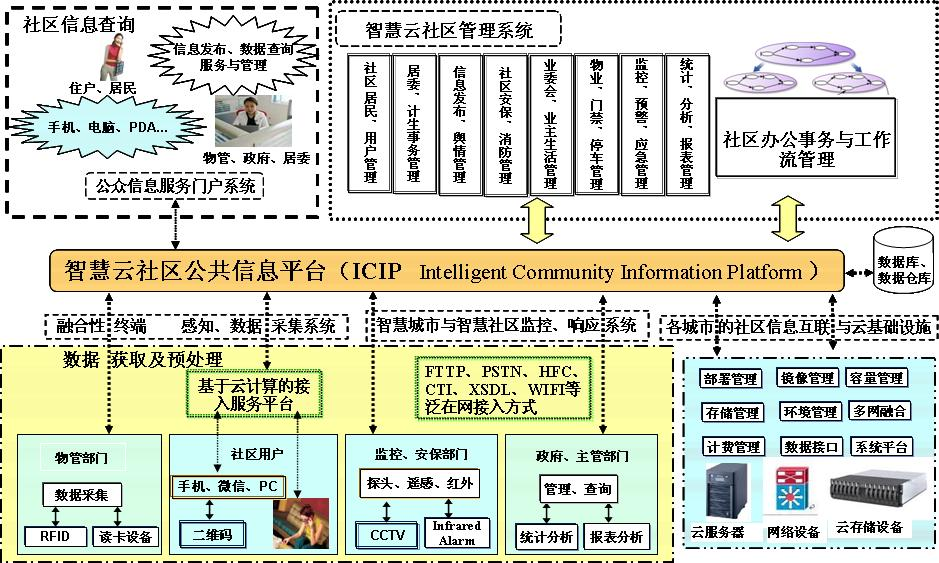 社区信息查询
信息发布、数据查询
服务与管理
住户、居民
手机、电脑、PDA...
物管、政府、居委
公众信息服务门户系统
智慧云社区管理系统
社区居民、用户管理
居委、计生事务管理
信息发布、舆情管理
社区安保、消防管理
业委会、业主生活管理
物业、门禁、停车管理
监控、预警、应急管理
统计、分析、报表管理
社区办公事务与工作
流管理
智慧云社区公共信息平台（ICIP Intelligent Community Information Platform ）
数据库、
数据仓库
融合性 终端 感知、数据 采集系统
智慧城市与智慧社区监控、响应 系统
各城市的社区信息互联 与云基础设施
数据 获取及预处理
基于云计算的接
入服务平台
FTTP、PSTN、HFC、
CTI、XSDL、 WIFI等
泛在网接入方式
物管部门
数据采集
RFID
读卡设备
社区用户
手机、微信、PC
二维码
监控、安保部门
探头、遥感、红外
CCTV
Infrared
Alarm
政府、主管部门
管理、查询
统计分析
报表分析
部署管理
镜像管理
容量管理
存储管理
环境管理
多网融合
计费管理
数据接口
系统平台
云服务器
网络设备
云存储设备